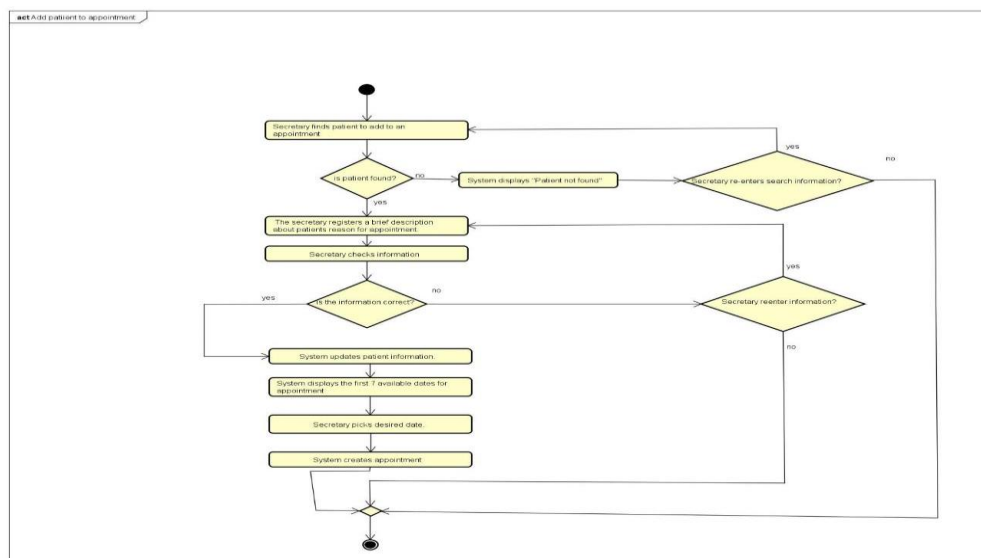 act Add patiient to appointment
Secretary finds patient to add to an
appointment
is patient found?
no
System displays "Patient not found"
Secretary re-enters search information?
yes
no
yes
The secretary registers a brief description
about patients reason for appointment.
Secretary checks information
yes
Is the information correct?
no
Secretary reenter information?
yes
no
System updates patient information.
System displays the first 7 available dates for
appointment
Secretary picks desired date.
System creates appointment